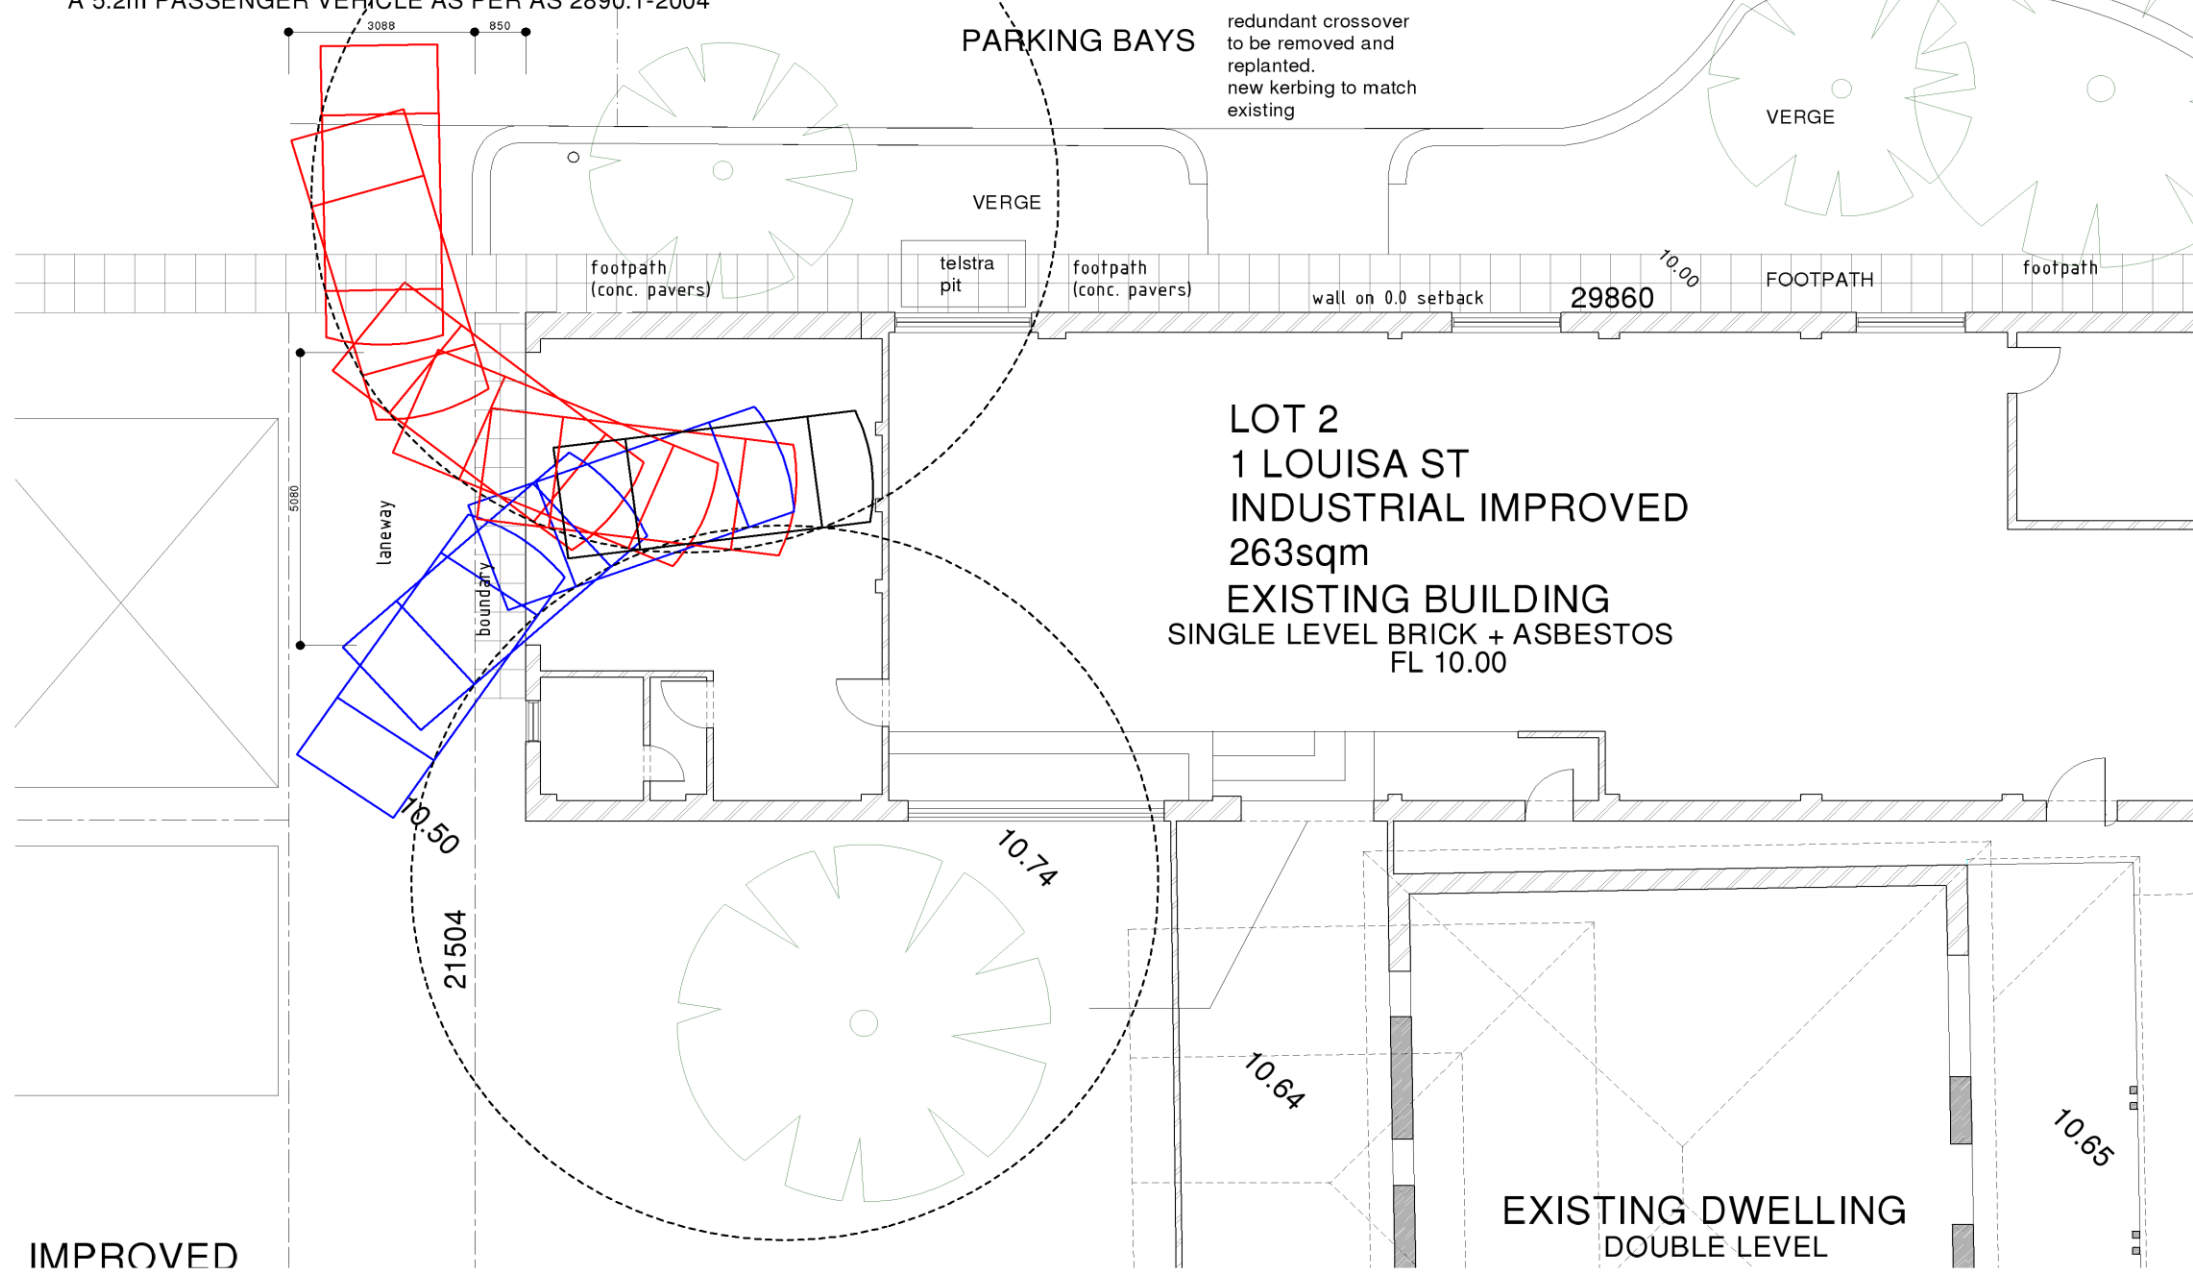 A 5.2m PASSENGER VEHICLE AS PER AS 2890.1-2004
3088
850
PARKING BAYS
redundant crossover
to be removed and
replanted.
new kerbing to match
existing
VERGE
VERGE
footpath
(conc. pavers)
telstra
pit
footpath
(conc. pavers)
wall on 0.0 setback
29860
10.00
FOOTPATH
footpath
5080
laneway
boundary
LOT 2
1 LOUISA ST
INDUSTRIAL IMPROVED
263sqm
EXISTING BUILDING
SINGLE LEVEL BRICK + ASBESTOS
FL 10.00
10.50
10.74
21504
10.64
10.65
EXISTING DWELLING
DOUBLE LEVEL
IMPROVED